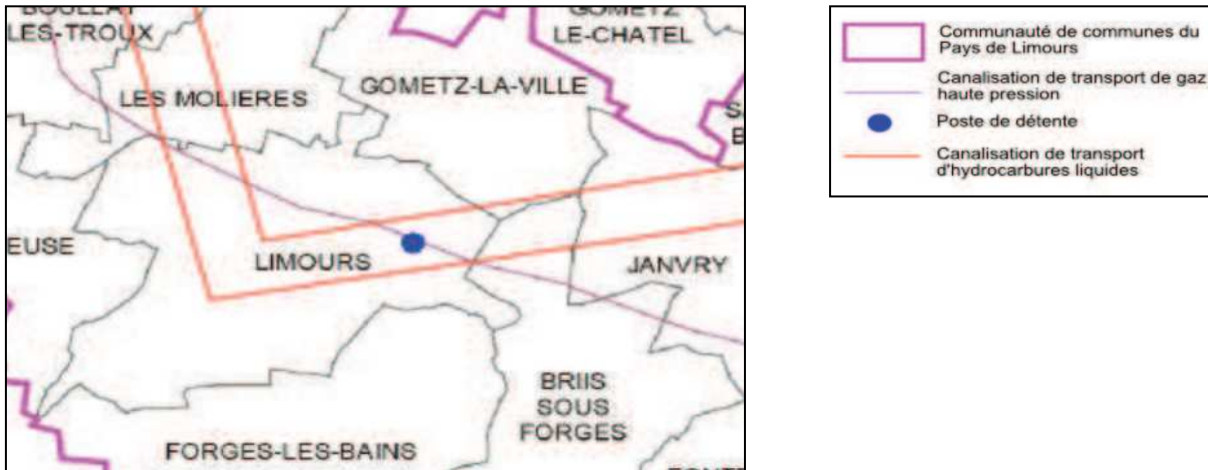 LES-TROUX
GOMETZ
LE-CHATEL
LES MOLIERES
GOMETZ-LA-VILLE
EUSE
LIMOURS
JANVRY
BRIIS
SOUS
FORGES
FORGES-LES-BAINS
Communauté de communes du
Pays de Limours
Canalisation de transport de gaz
haute pression
Poste de détente
Canalisation de transport
d'hydrocarbures liquides